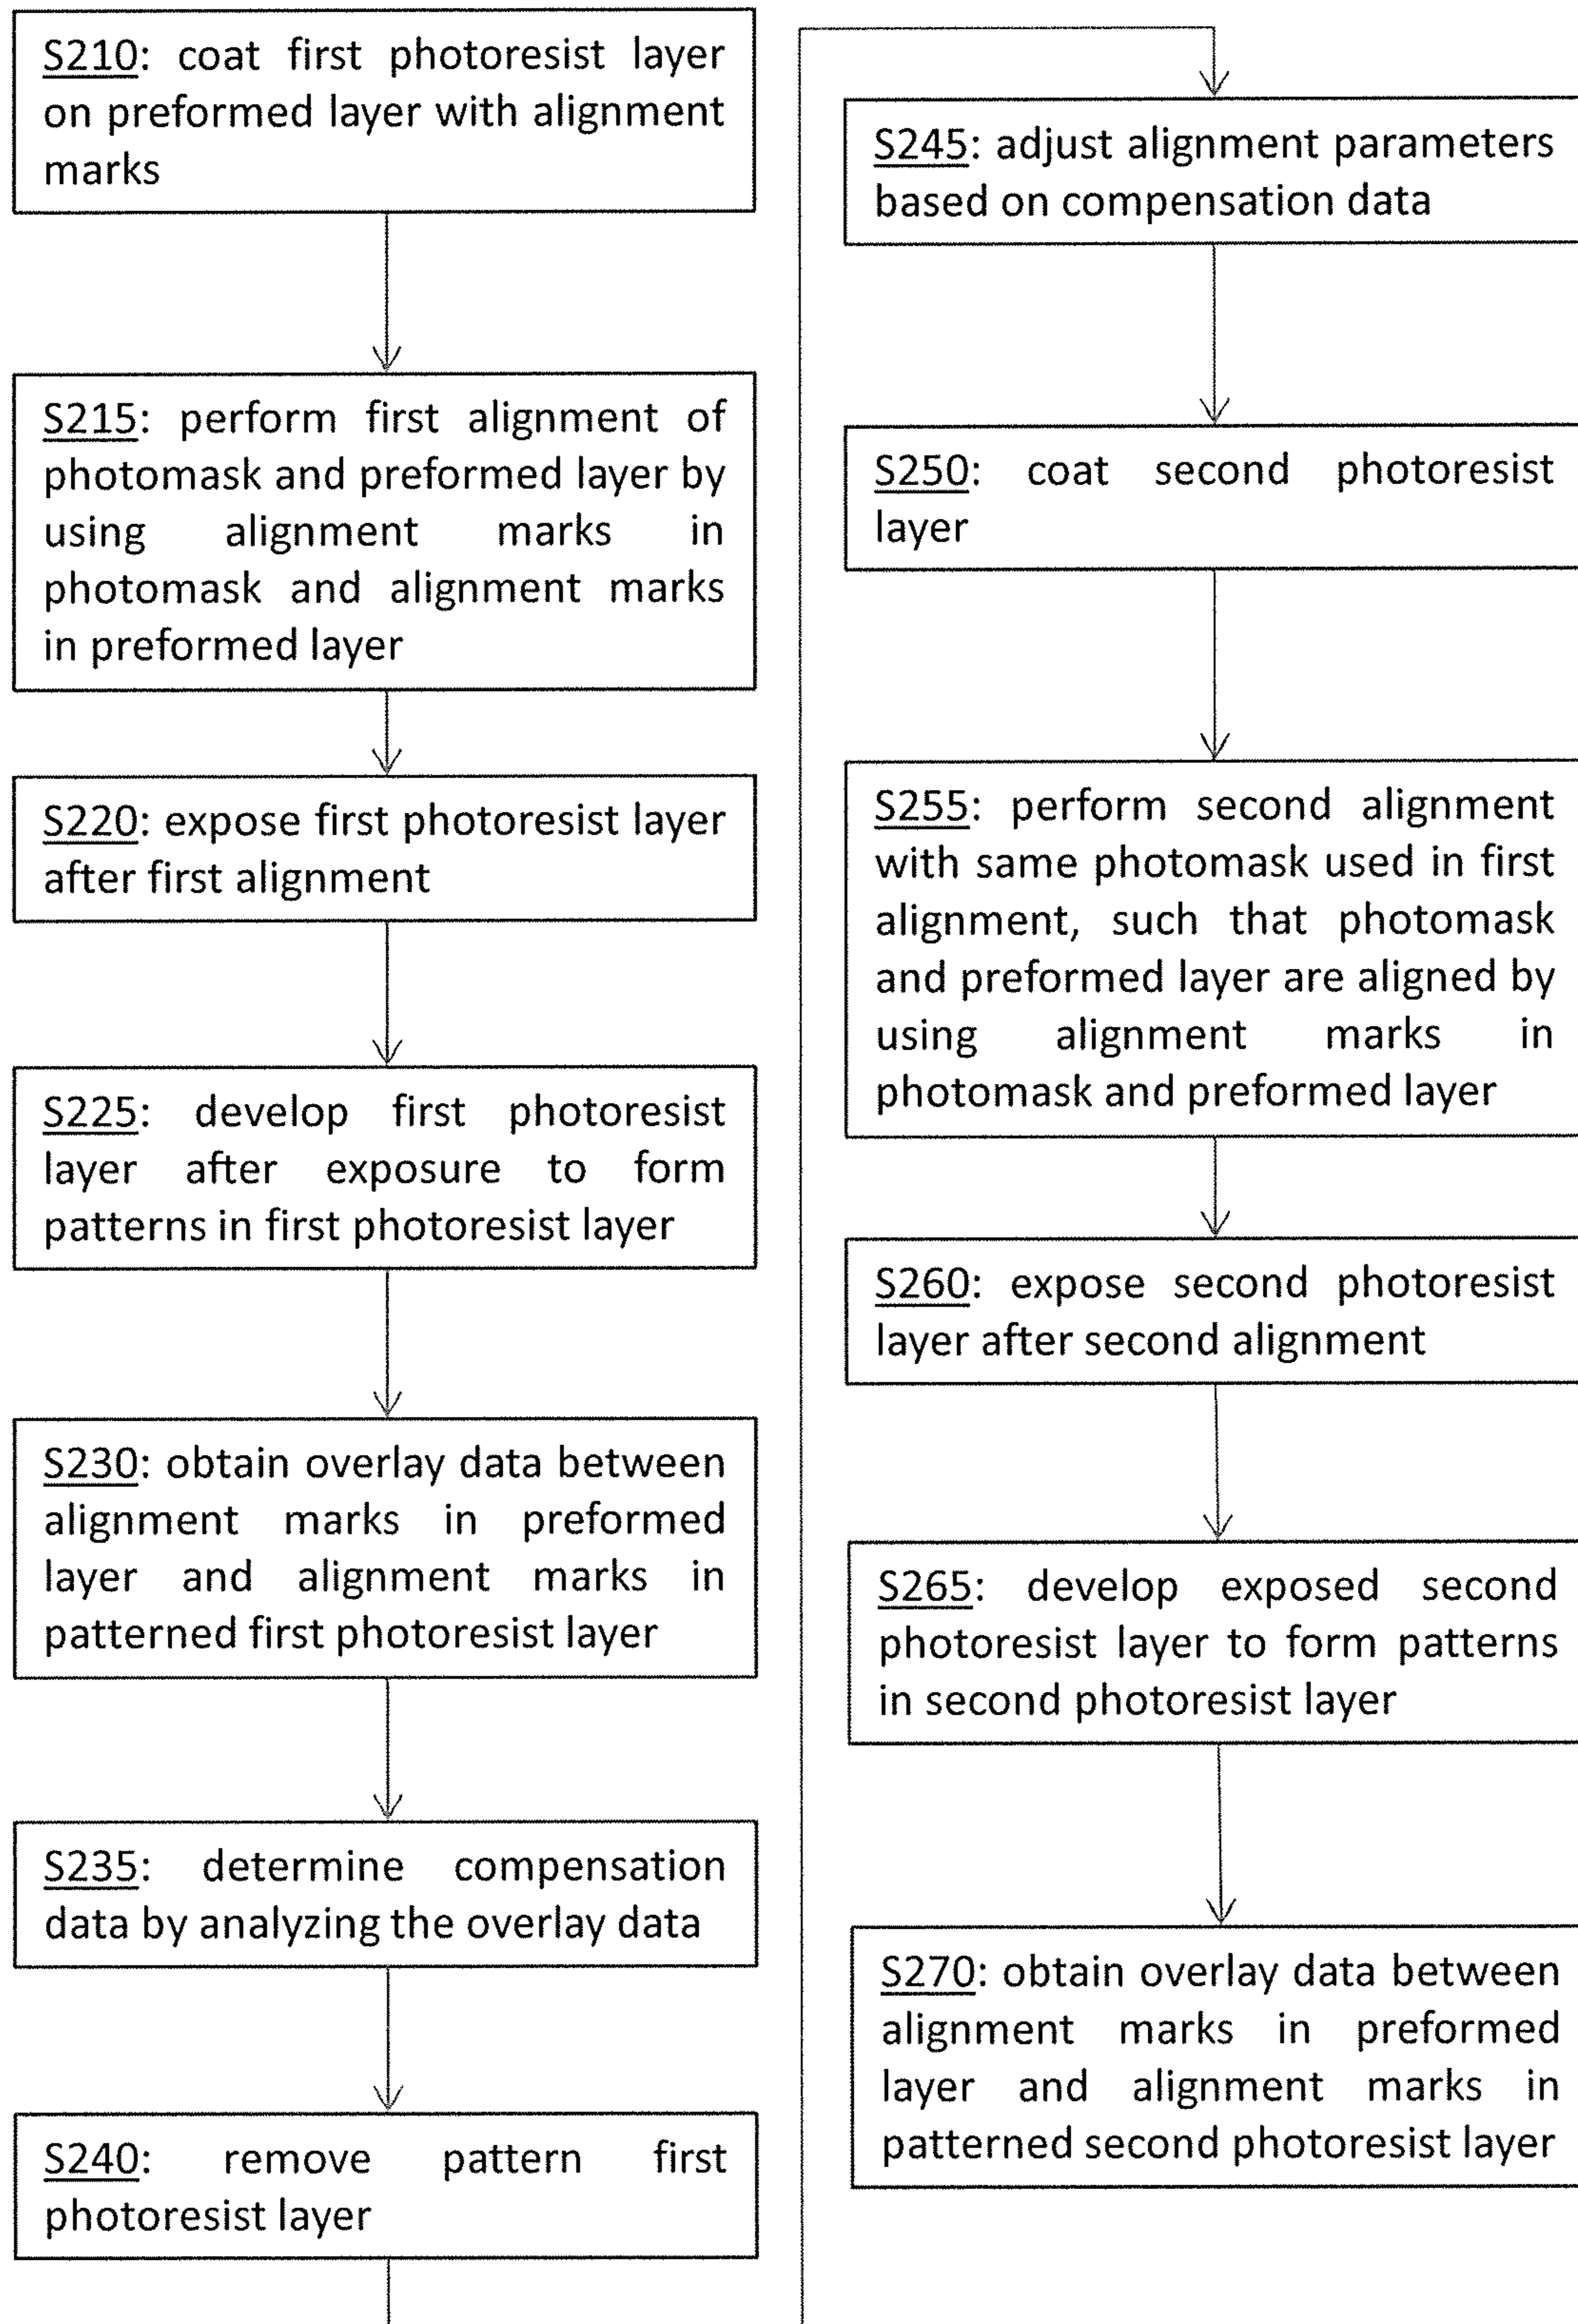 S210: coat first photoresist layer
on preformed layer with alignment
marks
S215: perform first alignment of
photomask and preformed layer by
using alignment marks in
photomask and alignment marks
in preformed layer
S220: expose first photoresist layer
after first alignment
S225: develop first photoresist
layer after exposure to form
patterns in first photoresist layer
S230: obtain overlay data between
alignment marks in preformed
layer and alignment marks in
patterned first photoresist layer
S235: determine compensation
data by analyzing the overlay data
S240: remove pattern first
photoresist layer
S245: adjust alignment parameters
based on compensation data
S250: coat second photoresist
layer
S255: perform second alignment
with same photomask used in first
alignment, such that photomask
and preformed layer are aligned by
using alignment marks in
photomask and preformed layer
S260: expose second photoresist
layer after second alignment
S265: develop exposed second
photoresist layer to form patterns
in second photoresist layer
S270: obtain overlay data between
alignment marks in preformed
layer and alignment marks in
patterned second photoresist layer